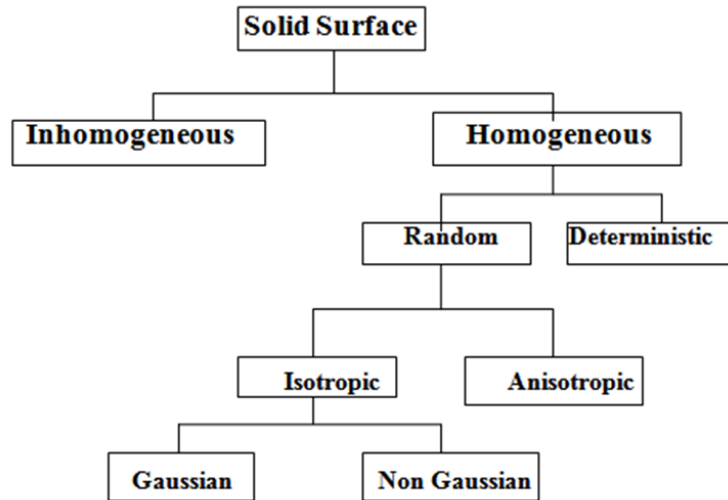 Solid Surface
Inhomogeneous
Homogeneous
Random
Deterministic
Isotropic
Anisotropic
Gaussian
Non Gaussian